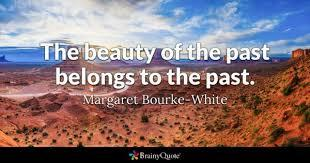 The beauty of the past
belongs to the past.
Margaret Bourke-White
BrainyQuote®